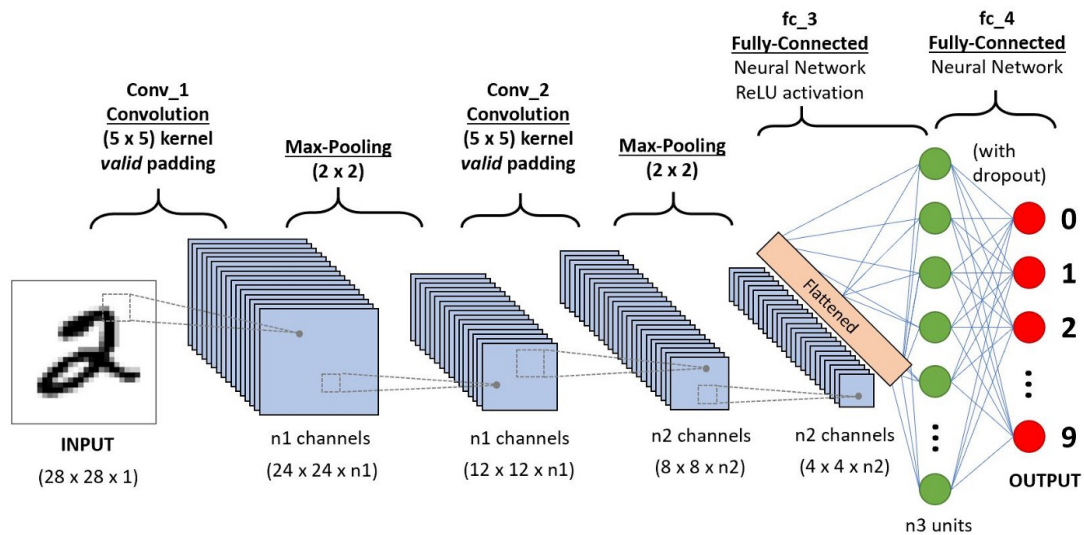 fc_3
Fully-Connected
Neural Network
ReLU activation
fc_4
Fully-Connected
Neural Network
Conv_1
Convolution
(5 x 5) kernel
valid padding
Max-Pooling
(2 x 2)
Conv_2
Convolution
(5 x 5) kernel
valid padding
Max-Pooling
(2 x 2)
(with
dropout)
Flattened
0
1
2
9
2
INPUT
(28 x 28 x 1)
n1 channels
(24 x 24 x n1)
n1 channels
(12 x 12 x n1)
n2 channels
(8 x 8 x n2)
n2 channels
(4 x 4 x n2)
OUTPUT
n3 units